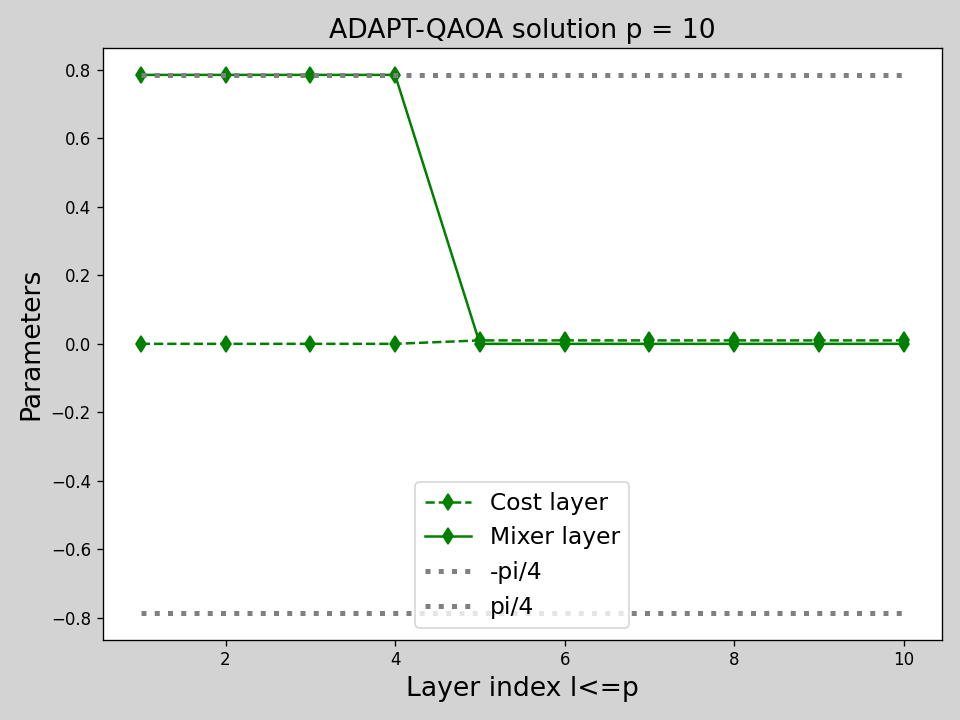 ADAPT-QAOA solution p = 10
Parameters
0.8
0.6
0.4
0.2
0.0
−0.2
−0.4
−0.6
−0.8
Cost layer
Mixer layer
-pi/4
pi/4
2
4
6
8
10
Layer index l<=p